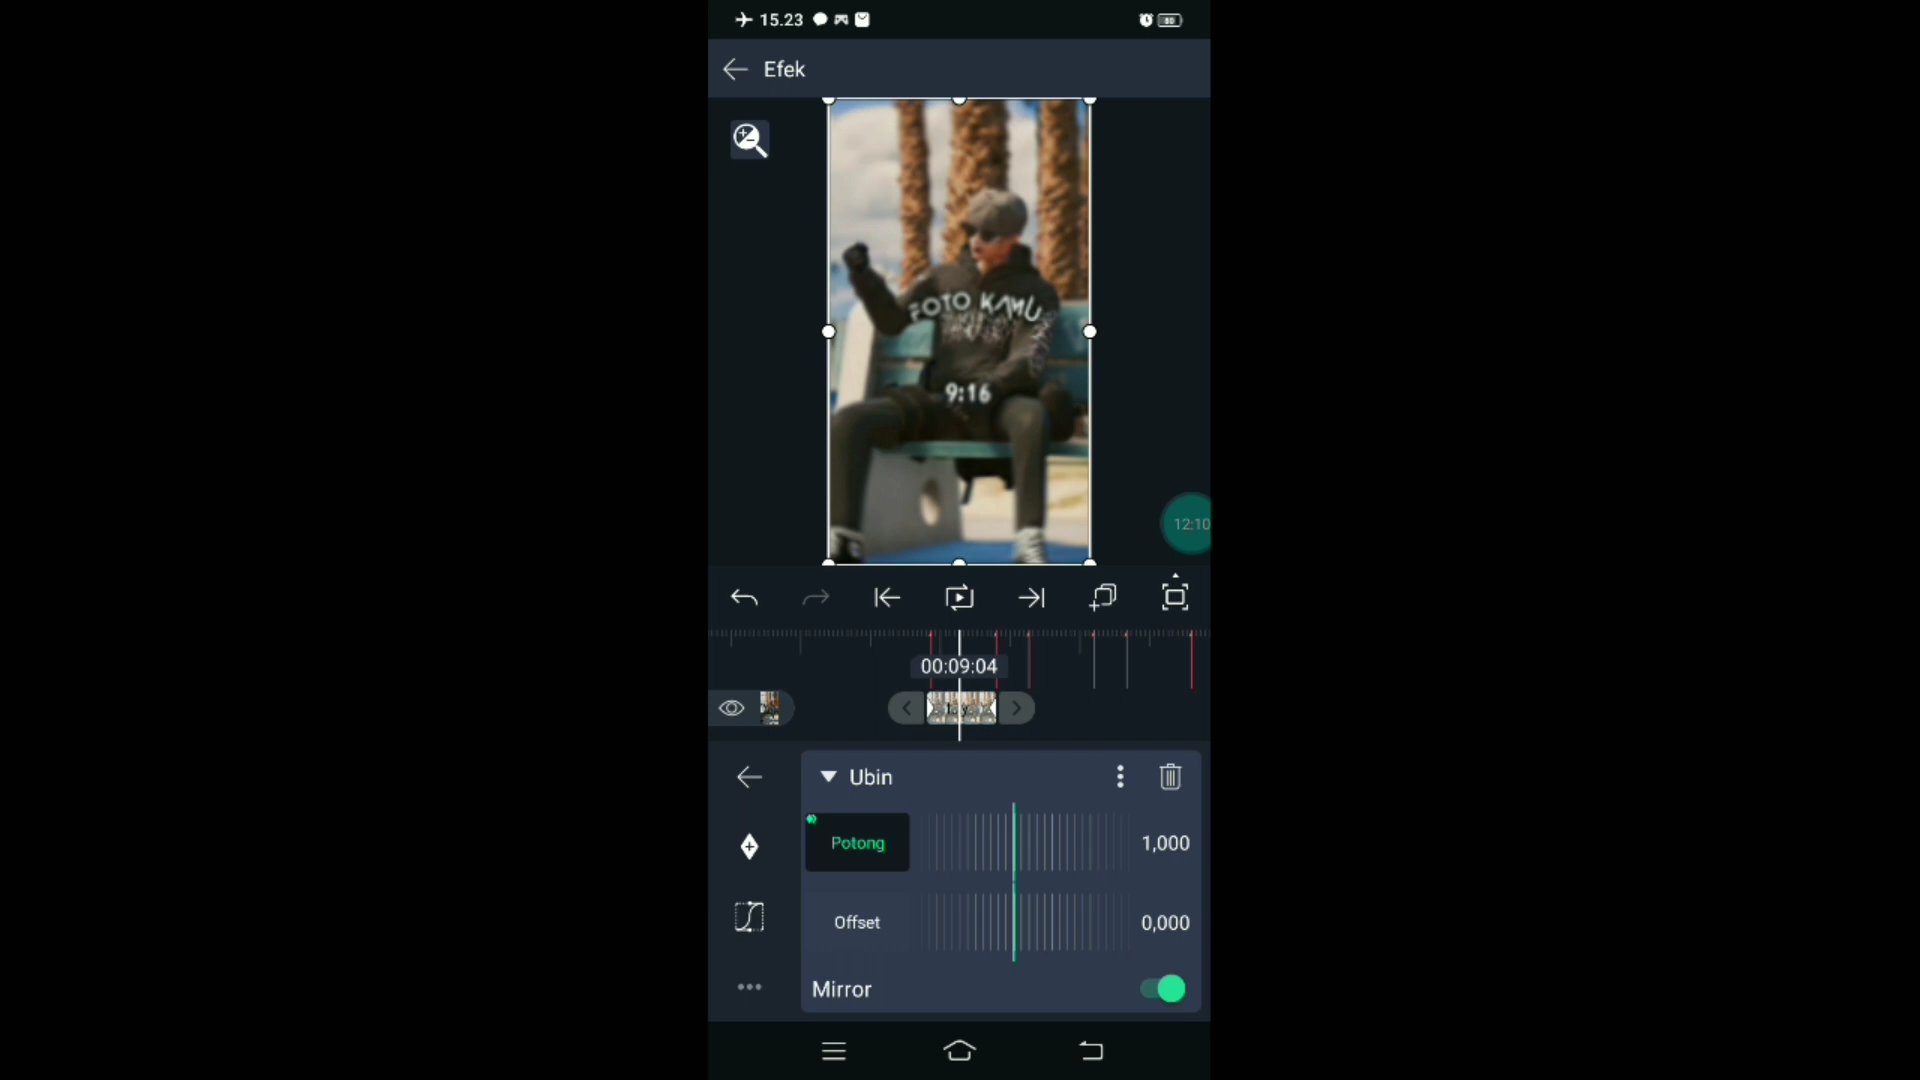 15.23
80
Efek
FOTO KAMU
9:16
12:10
00:09:04
Ubin
Potong
1,000
Offset
0,000
Mirror